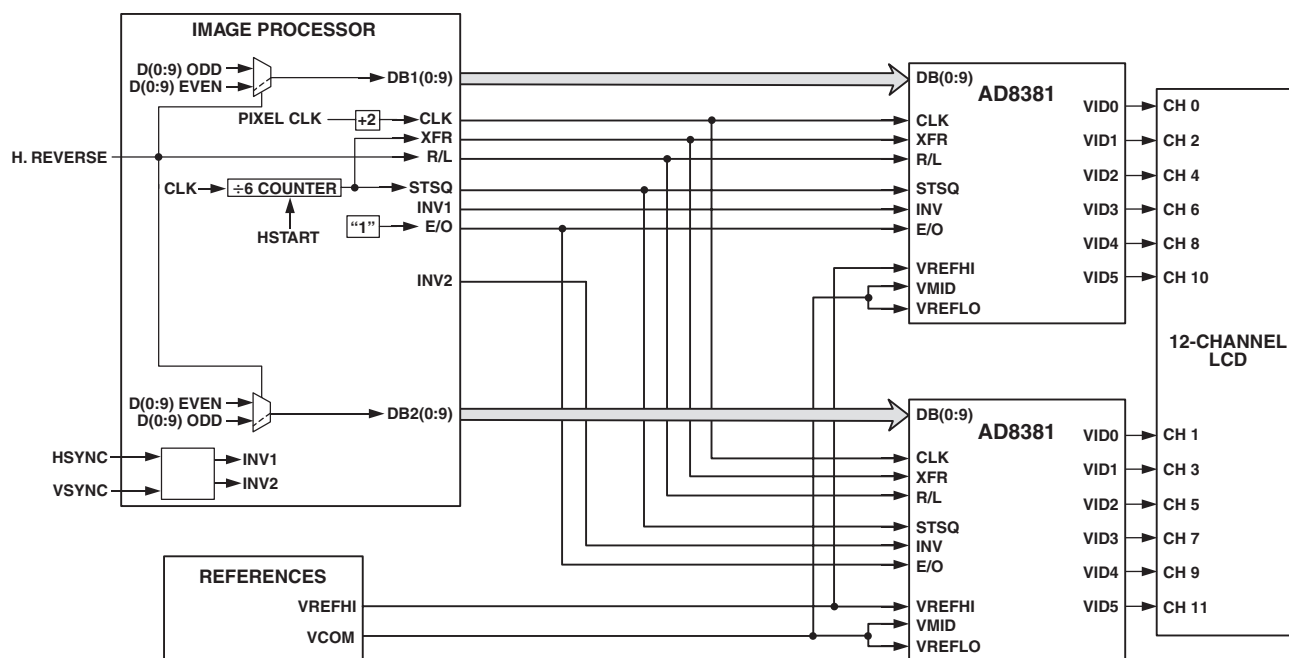 IMAGE PROCESSOR
D(0:9) ODD
D(0:9) EVEN
DB1(0:9)
PIXEL CLK
÷2
CLK
XFR
H. REVERSE
R/L
CLK
÷6 COUNTER
STSQ
INV1
HSTART
"1"
E/O
INV2
D(0:9) EVEN
D(0:9) ODD
DB2(0:9)
HSYNC
VSYNC
INV1
INV2
REFERENCES
VREFHI
VCOM
DB(0:9)
AD8381
CLK
XFR
R/L
STSQ
INV
E/O
VREFHI
VMID
VREFLO
VID0
VID1
VID2
VID3
VID4
VID5
DB(0:9)
AD8381
CLK
XFR
R/L
STSQ
INV
E/O
VREFHI
VMID
VREFLO
VID0
VID1
VID2
VID3
VID4
VID5
CH 0
CH 2
CH 4
CH 6
CH 8
CH 10
12-CHANNEL
LCD
CH 1
CH 3
CH 5
CH 7
CH 9
CH 11